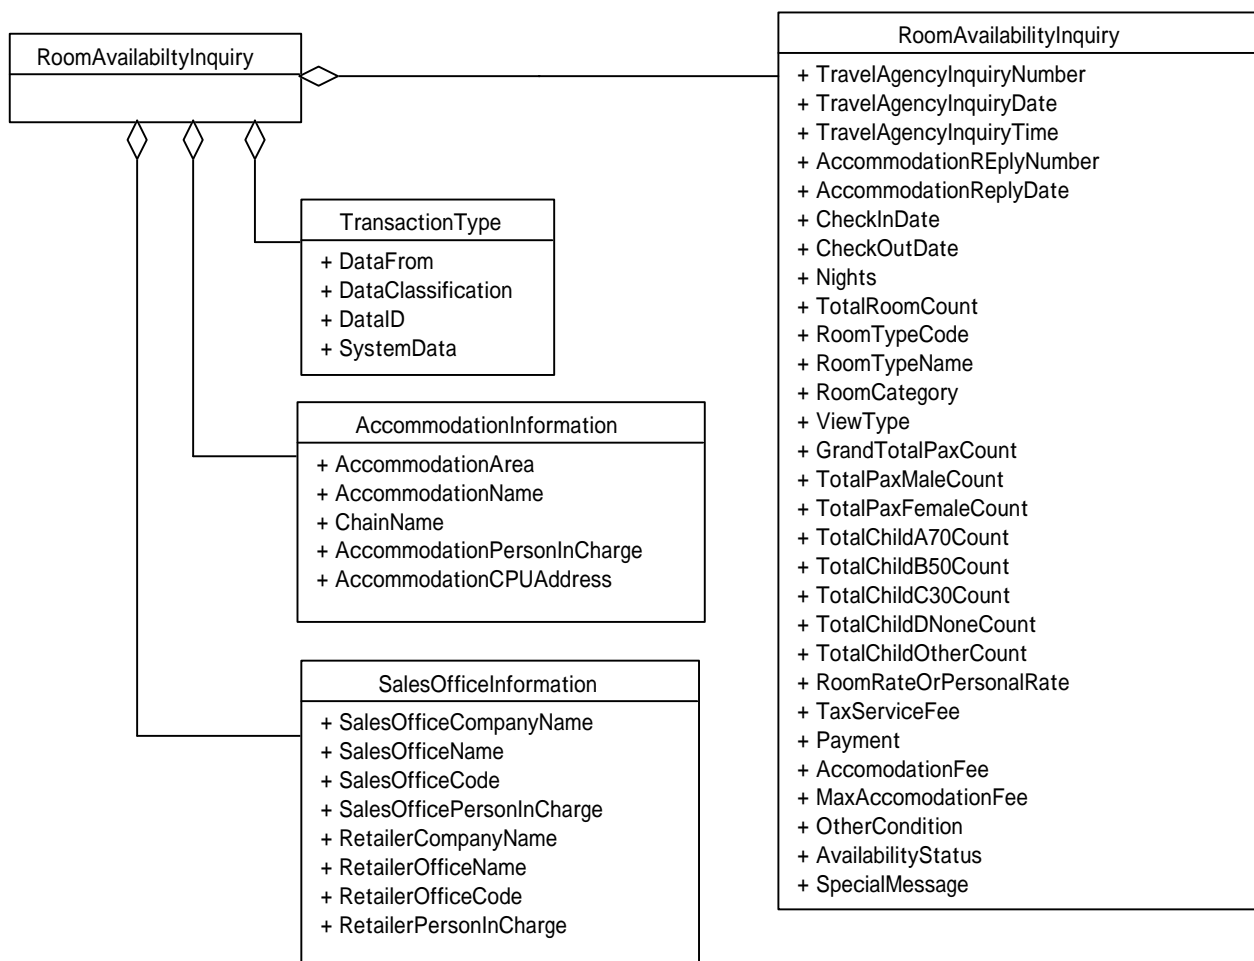 RoomAvailabiltyInquiry
TransactionType
+ DataFrom
+ DataClassification
+ DataID
+ SystemData
AccommodationInformation
+ AccommodationArea
+ AccommodationName
+ ChainName
+ AccommodationPersonInCharge
+ AccommodationCPUAddress
SalesOfficeInformation
+ SalesOfficeCompanyName
+ SalesOfficeName
+ SalesOfficeCode
+ SalesOfficePersonInCharge
+ RetailerCompanyName
+ RetailerOfficeName
+ RetailerOfficeCode
+ RetailerPersonInCharge
RoomAvailabilityInquiry
+ TravelAgencyInquiryNumber
+ TravelAgencyInquiryDate
+ TravelAgencyInquiryTime
+ AccommodationREplyNumber
+ AccommodationReplyDate
+ CheckInDate
+ CheckOutDate
+ Nights
+ TotalRoomCount
+ RoomTypeCode
+ RoomTypeName
+ RoomCategory
+ ViewType
+ GrandTotalPaxCount
+ TotalPaxMaleCount
+ TotalPaxFemaleCount
+ TotalChildA70Count
+ TotalChildB50Count
+ TotalChildC30Count
+ TotalChildDNoneCount
+ TotalChildOtherCount
+ RoomRateOrPersonalRate
+ TaxServiceFee
+ Payment
+ AccomodationFee
+ MaxAccomodationFee
+ OtherCondition
+ AvailabilityStatus
+ SpecialMessage